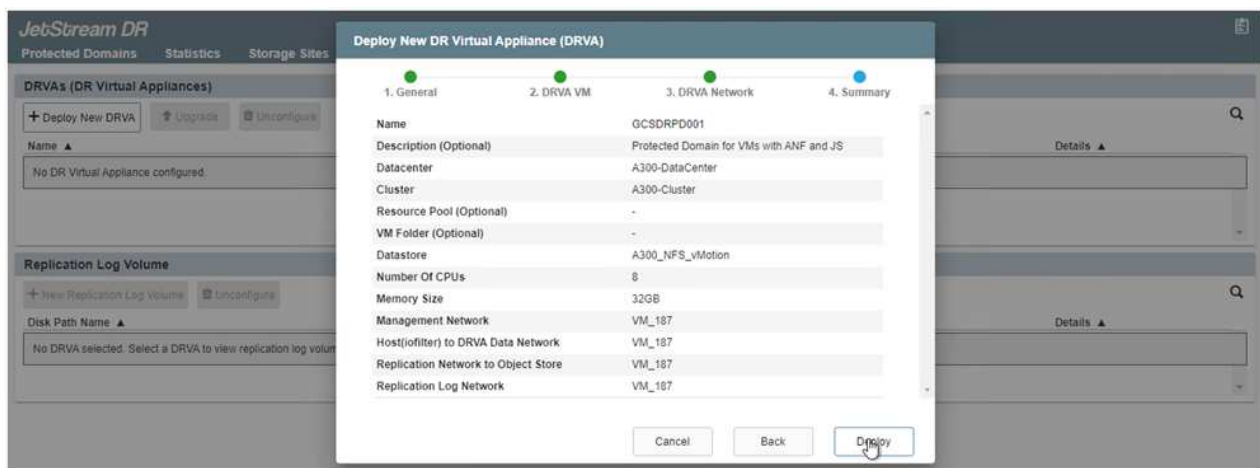 JetStream DR
Protected Domains Statistics Storage Sites
Deploy New DR Virtual Appliance (DRVA)
1. General 2. DRVA VM 3. DRVA Network 4. Summary
DRVAs (DR Virtual Appliances)
+ Deploy New DRVA Upgrade Unconfigure
Name ▲ Details ▲
No DR Virtual Appliance configured.
Name GCSDRPD001
Description (Optional) Protected Domain for VMs with ANF and JS
Datacenter A300-DataCenter
Cluster A300-Cluster
Resource Pool (Optional) -
VM Folder (Optional) -
Datastore A300_NFS_vMotion
Number Of CPUs 8
Memory Size 32GB
Management Network VM_187
Host(iofilter) to DRVA Data Network VM_187
Replication Network to Object Store VM_187
Replication Log Network VM_187
Replication Log Volume
+ New Replication Log Volume Unconfigure
Disk Path Name ▲ Details ▲
No DRVA selected. Select a DRVA to view replication log volum
Cancel Back Deploy